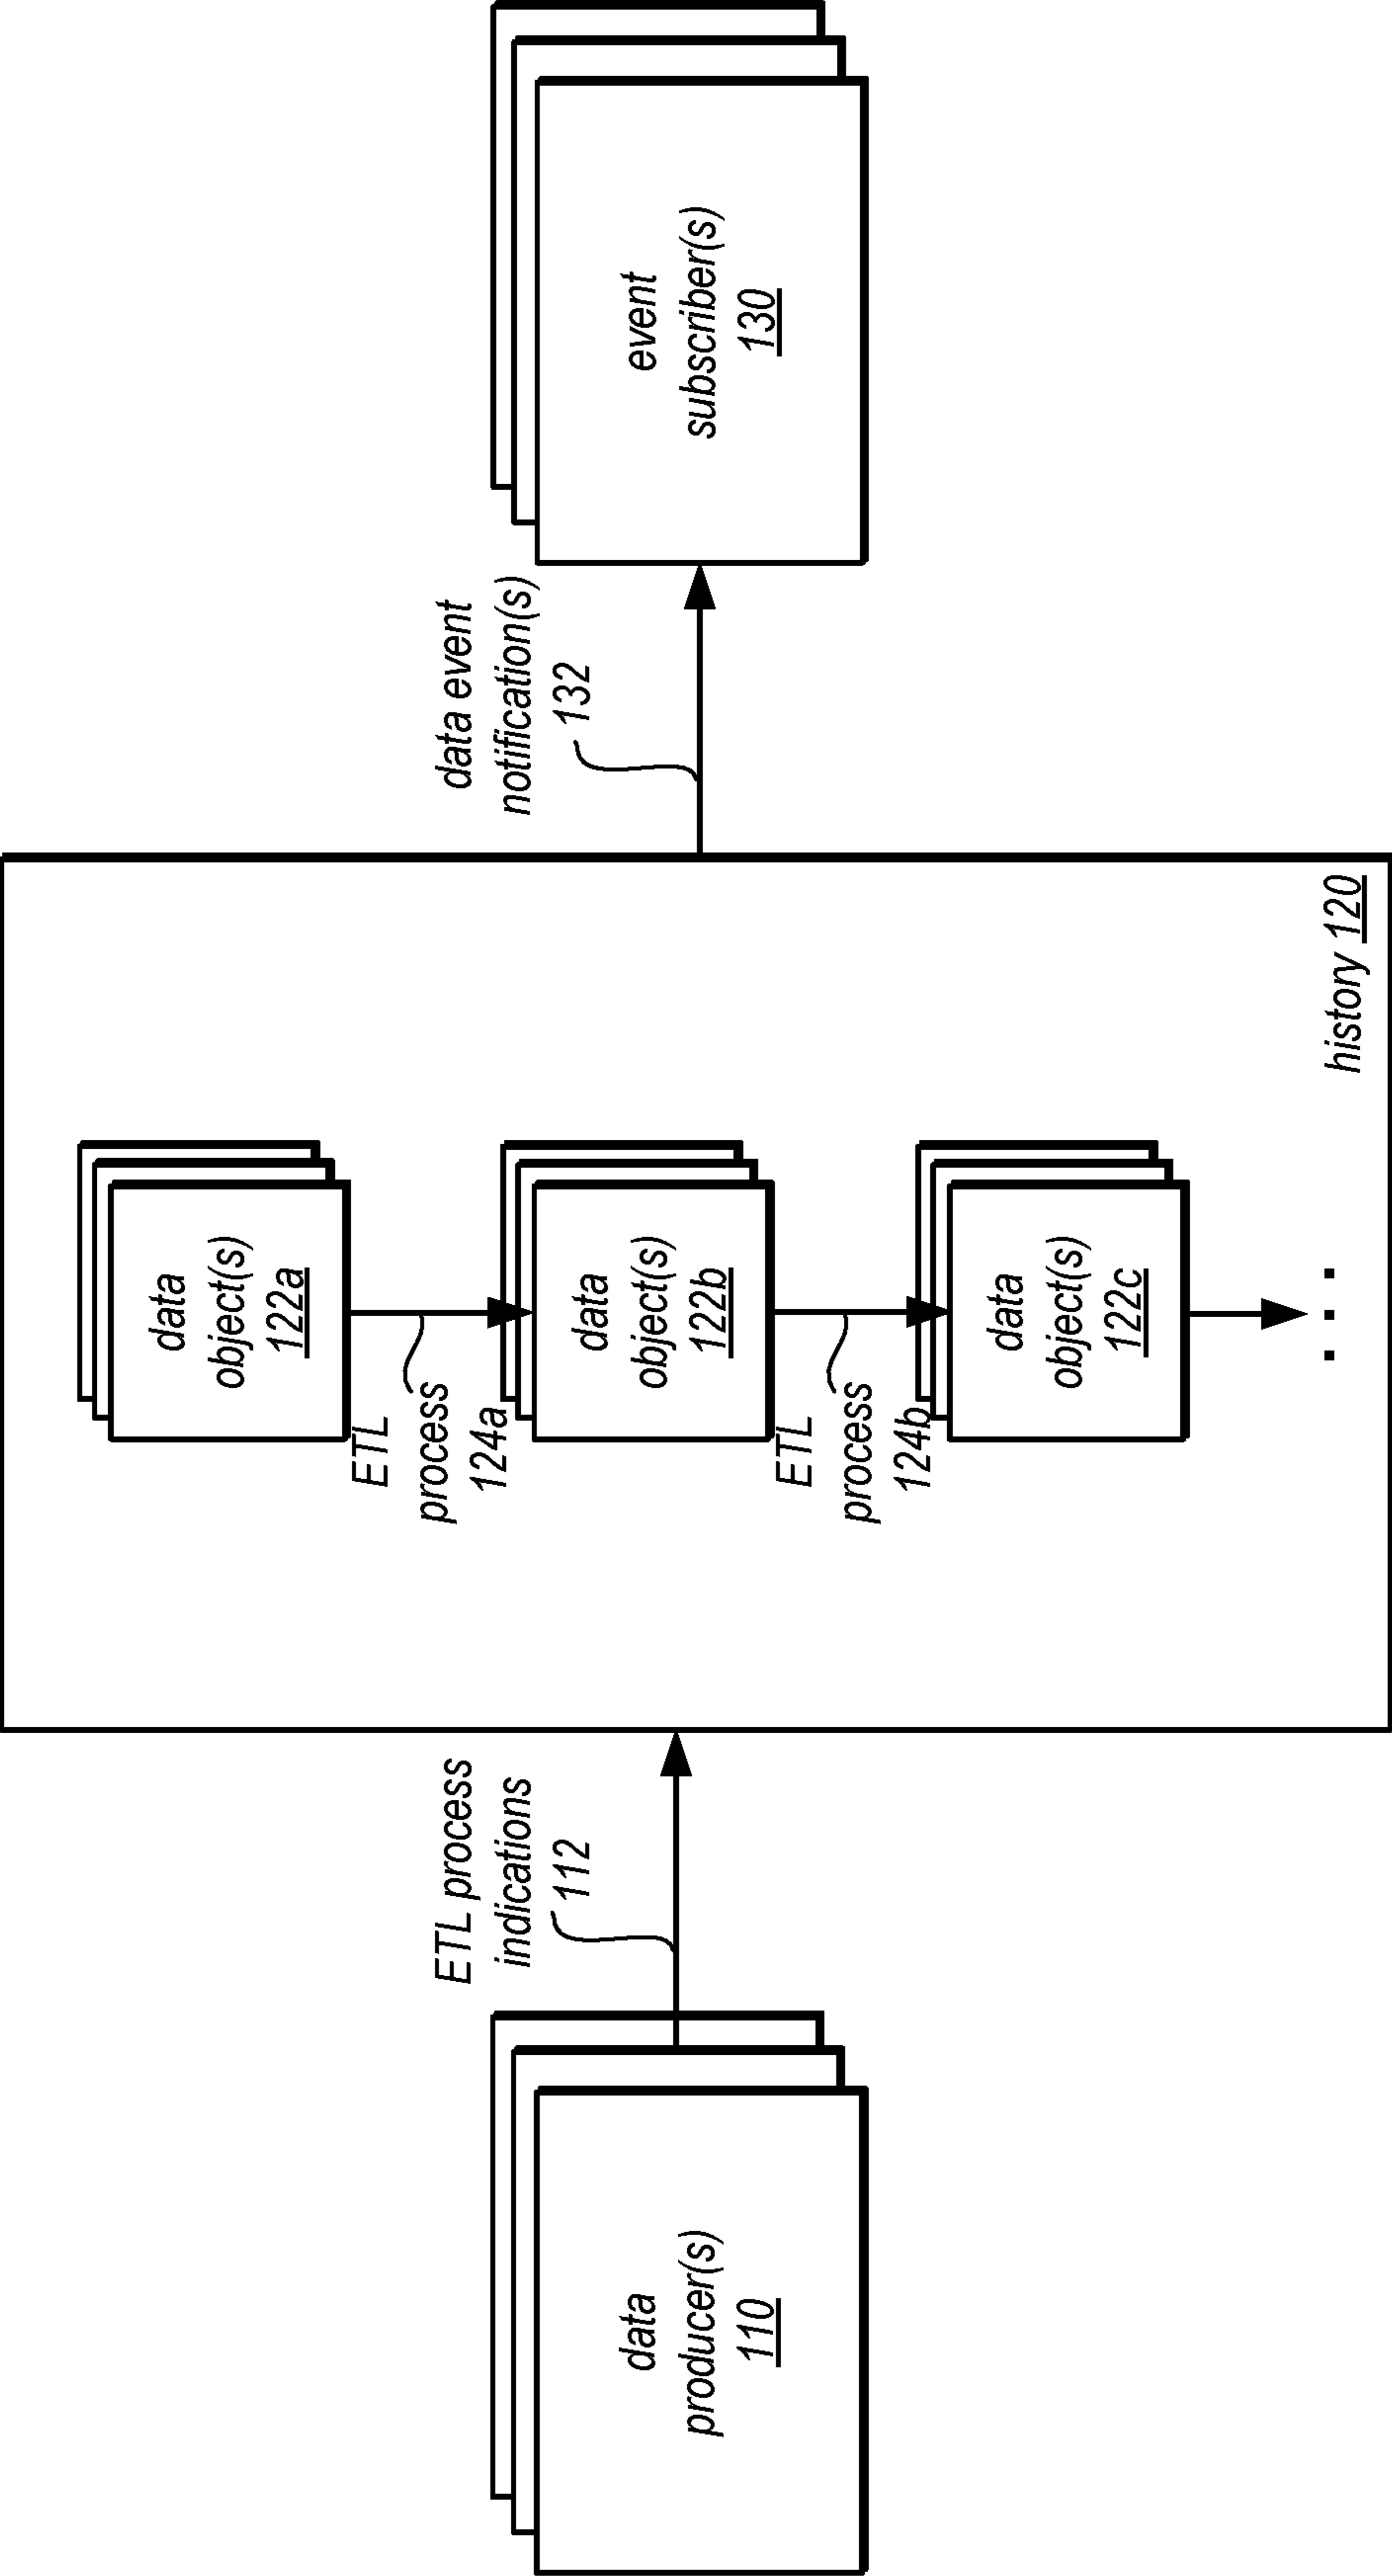 data
producer(s)
110
ETL process
indications
112
data
object(s)
122a
ETL
process
124a
data
object(s)
122b
ETL
process
124b
data
object(s)
122c
history 120
data event
notification(s)
132
event
subscriber(s)
130